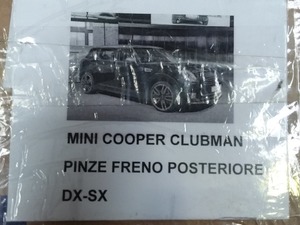 MINI COOPER CLUBMAN
PINZE FRENO POSTERIORE
DX-SX